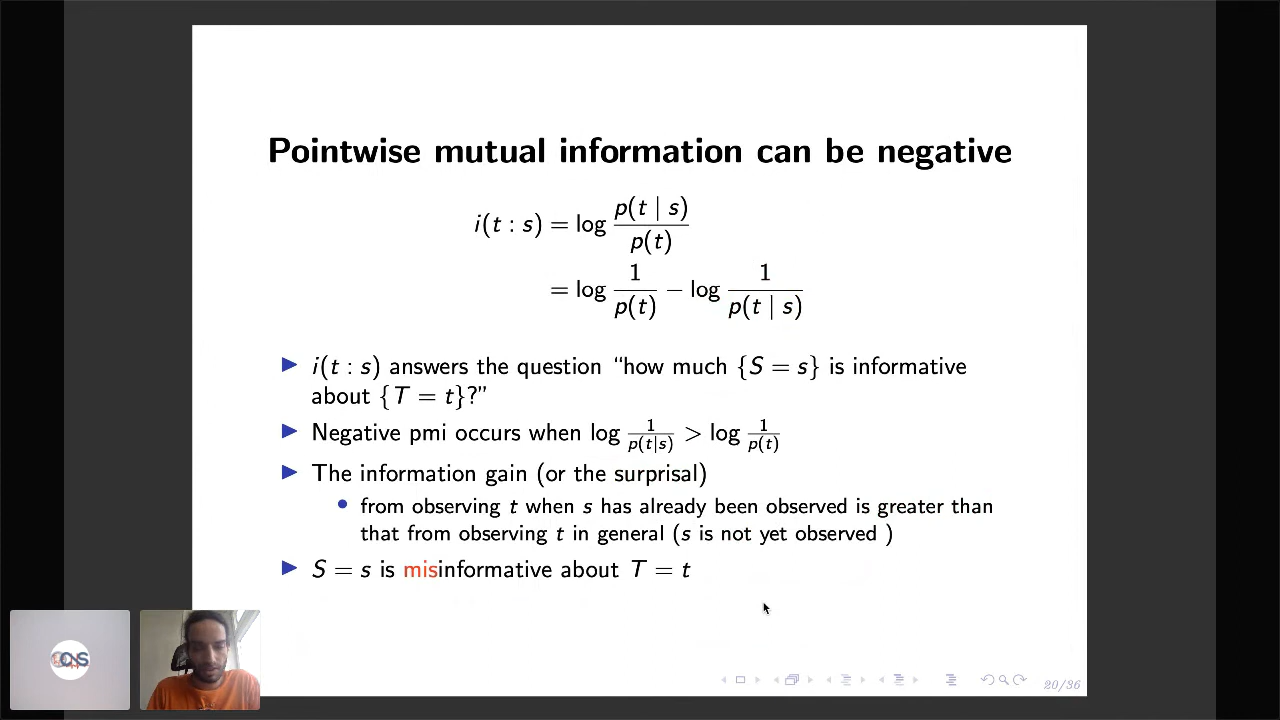 Pointwise mutual information can be negative
i(t : s) = log p(t | s) / p(t)
= log 1 / p(t) − log 1 / p(t | s)
▶ i(t : s) answers the question “how much {S = s} is informative
about {T = t}?”
▶ Negative pmi occurs when log 1 / p(t|s) > log 1 / p(t)
▶ The information gain (or the surprisal)
• from observing t when s has already been observed is greater than
that from observing t in general (s is not yet observed )
▶ S = s is misinformative about T = t
20/36